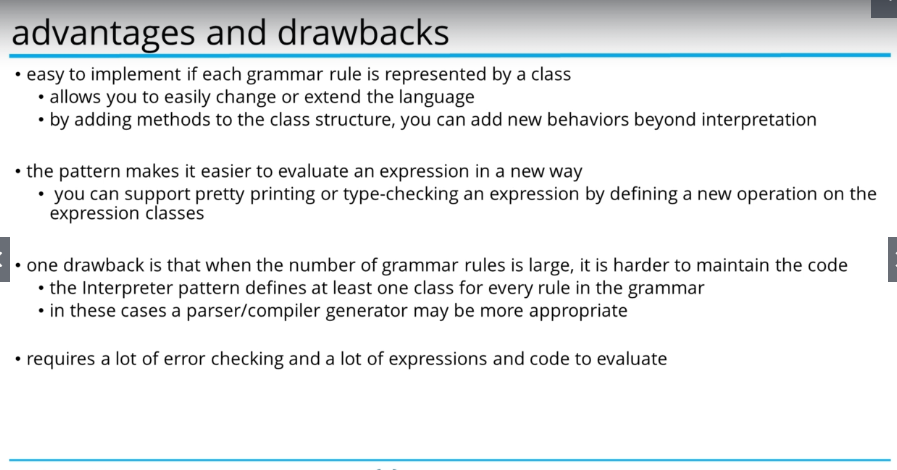 advantages and drawbacks
• easy to implement if each grammar rule is represented by a class
• allows you to easily change or extend the language
• by adding methods to the class structure, you can add new behaviors beyond interpretation
• the pattern makes it easier to evaluate an expression in a new way
• you can support pretty printing or type-checking an expression by defining a new operation on the
expression classes
• one drawback is that when the number of grammar rules is large, it is harder to maintain the code
• the Interpreter pattern defines at least one class for every rule in the grammar
• in these cases a parser/compiler generator may be more appropriate
• requires a lot of error checking and a lot of expressions and code to evaluate